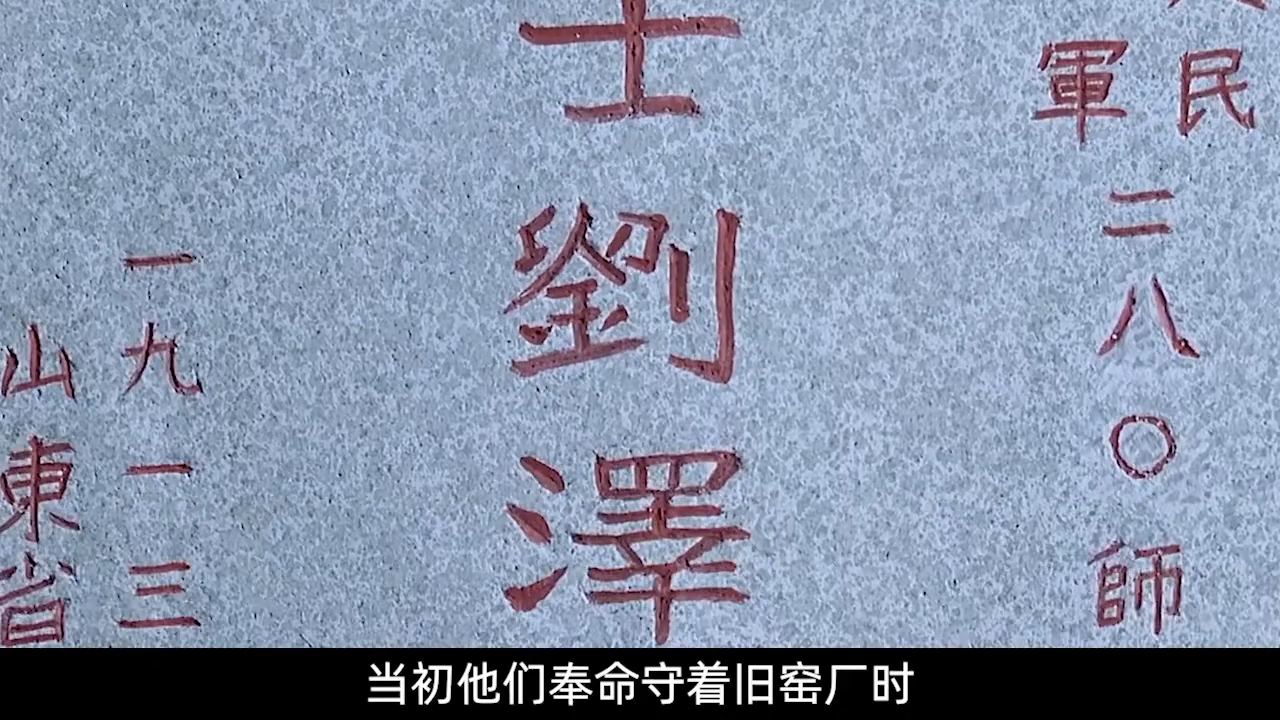 民
軍二八〇師
士劉澤
一九一三
山東省
当初他们奉命守着旧窑厂时